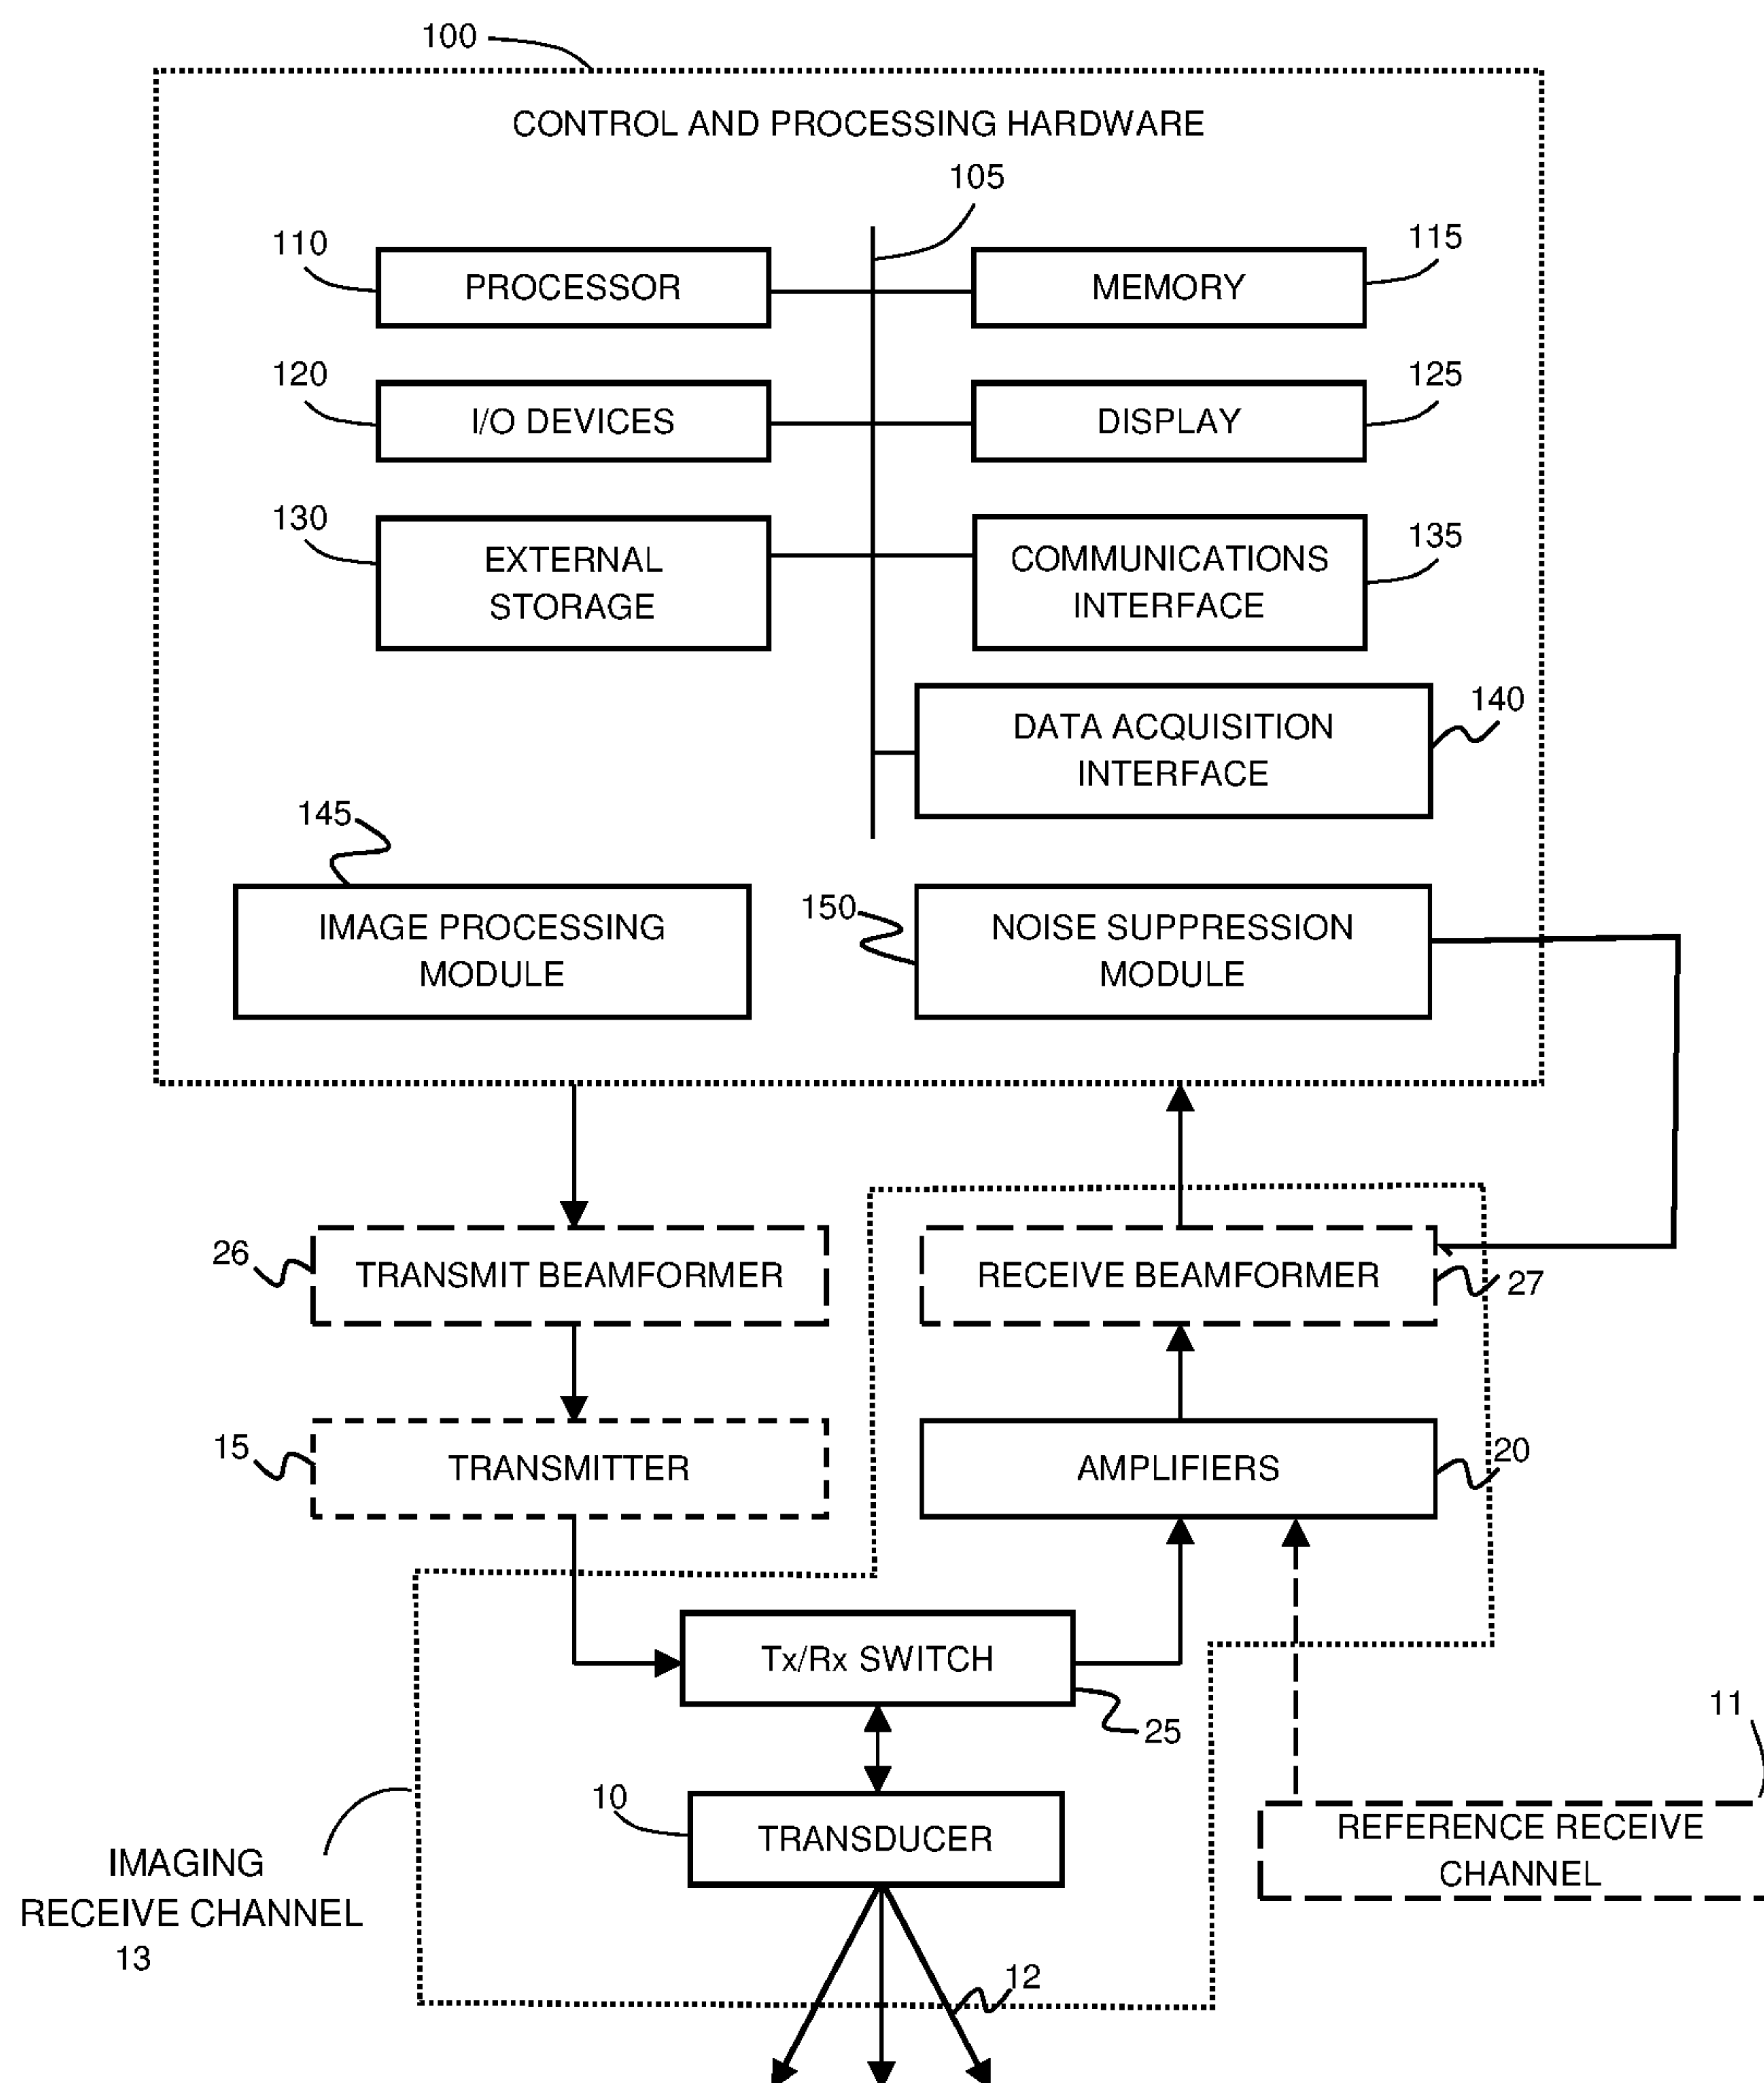 100
CONTROL AND PROCESSING HARDWARE
105
110
PROCESSOR
MEMORY
115
120
I/O DEVICES
DISPLAY
125
130
EXTERNAL
STORAGE
COMMUNICATIONS
INTERFACE
135
DATA ACQUISITION
INTERFACE
140
145
IMAGE PROCESSING
MODULE
150
NOISE SUPPRESSION
MODULE
26
TRANSMIT BEAMFORMER
RECEIVE BEAMFORMER
27
15
TRANSMITTER
AMPLIFIERS
20
Tx/Rx SWITCH
25
11
10
TRANSDUCER
REFERENCE RECEIVE
CHANNEL
IMAGING
RECEIVE CHANNEL
13
12